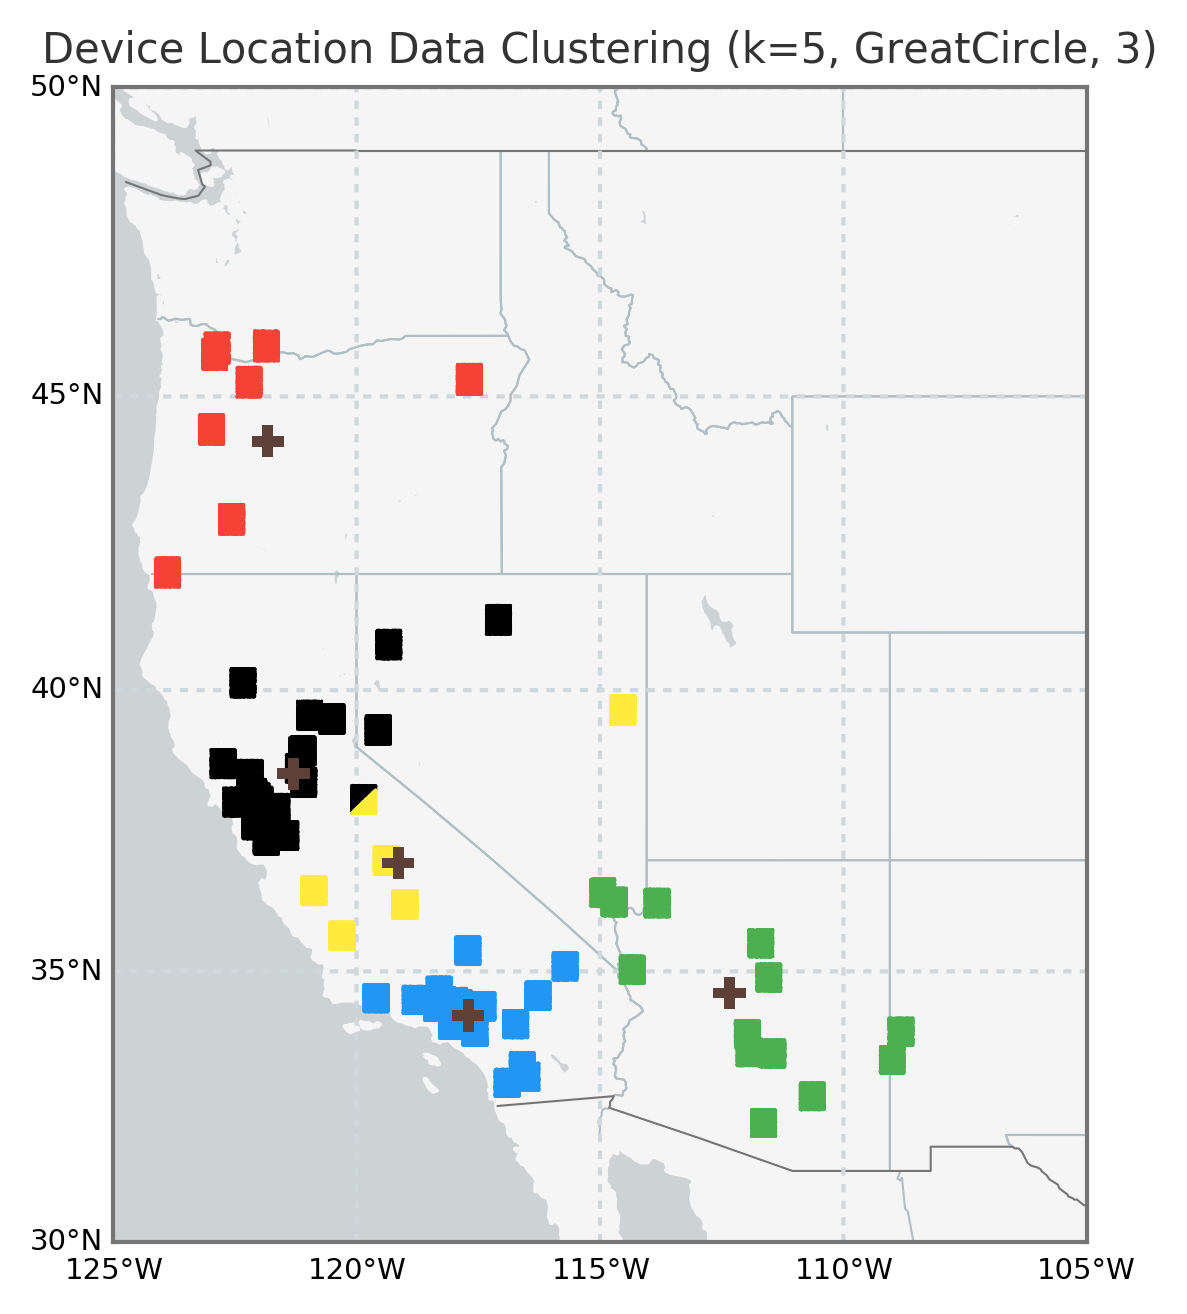 Device Location Data Clustering (k=5, GreatCircle, 3)
50°N
45°N
40°N
35°N
30°N
125°W 120°W 115°W 110°W 105°W